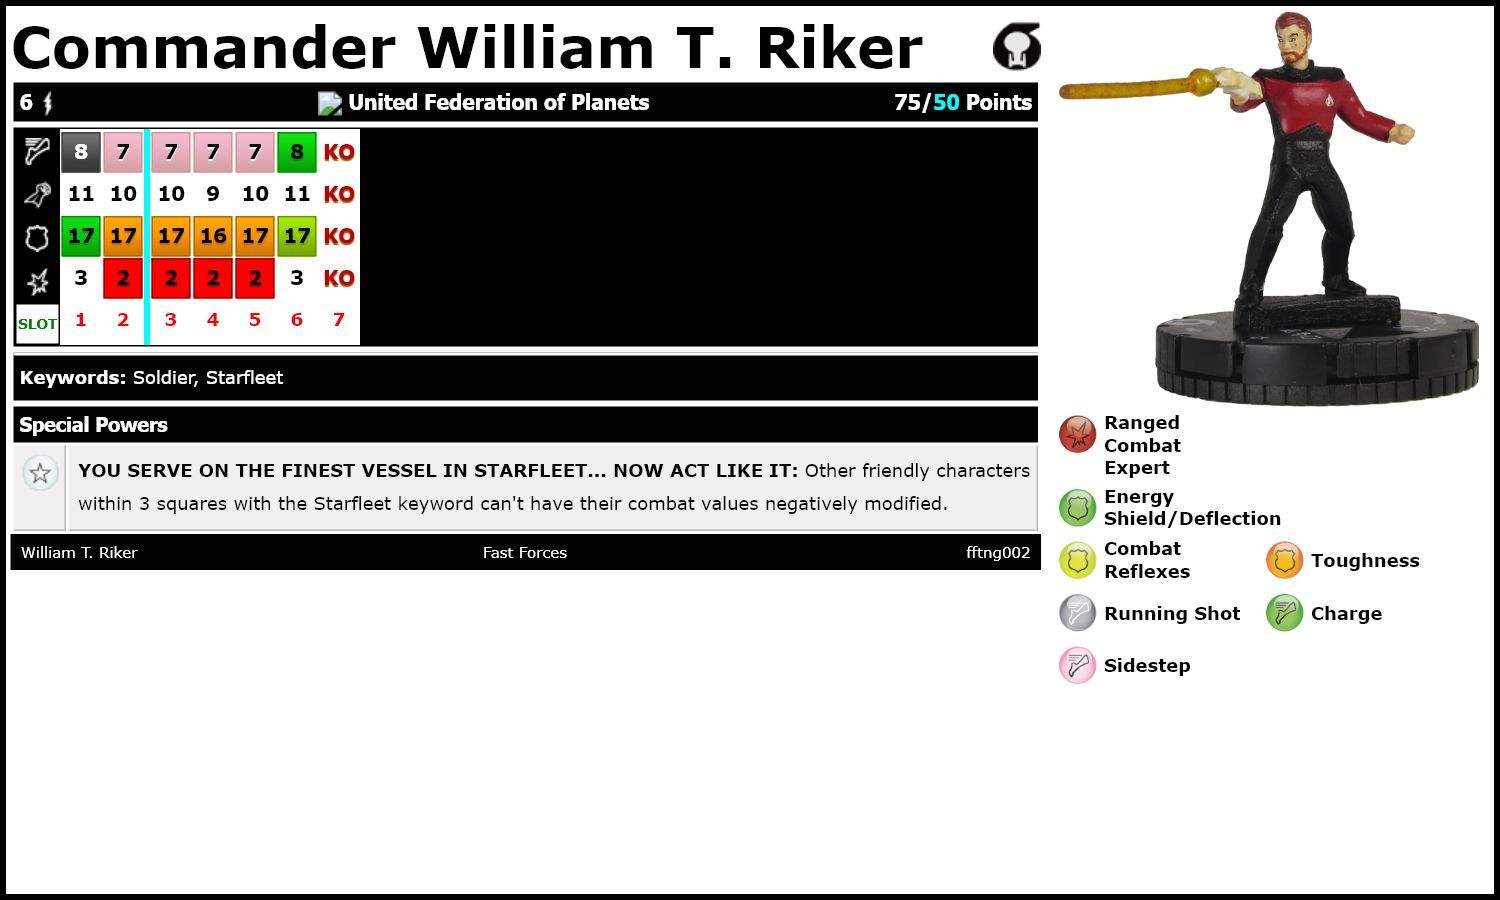 Commander William T. Riker
6 United Federation of Planets 75/50 Points
8 7 7 7 7 8 KO
11 10 10 9 10 11 KO
17 17 17 16 17 17 KO
3 2 2 2 2 3 KO
SLOT 1 2 3 4 5 6 7
Keywords: Soldier, Starfleet
Special Powers
YOU SERVE ON THE FINEST VESSEL IN STARFLEET... NOW ACT LIKE IT: Other friendly characters
within 3 squares with the Starfleet keyword can't have their combat values negatively modified.
William T. Riker Fast Forces fftng002
Ranged
Combat
Expert
Energy
Shield/Deflection
Combat
Reflexes
Toughness
Running Shot
Charge
Sidestep